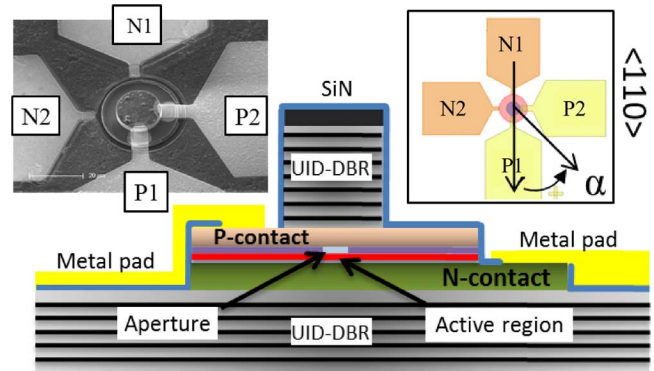 N1
N2
P2
P1
20 µm
SiN
N1
N2
P2
P1
α
<110>
UID-DBR
P-contact
Metal pad
Metal pad
N-contact
Aperture
UID-DBR
Active region